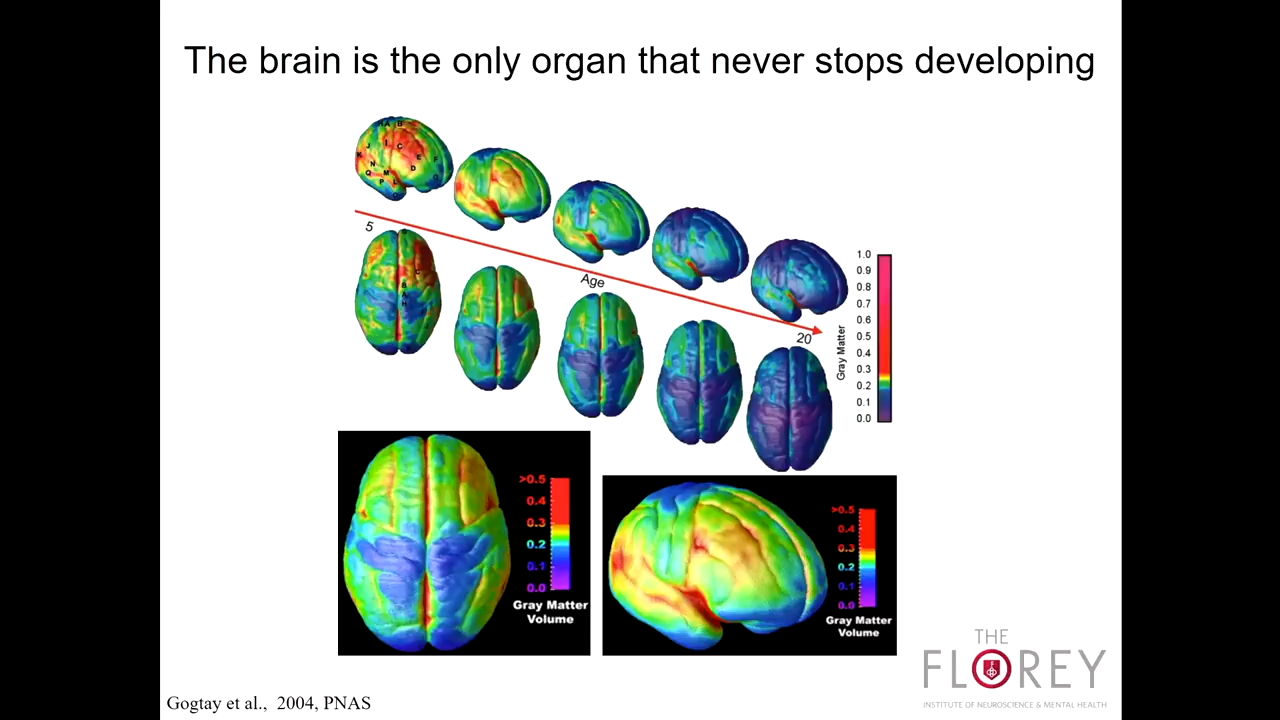 The brain is the only organ that never stops developing
5
Age
20
Gray Matter
1.0
0.9
0.8
0.7
0.6
0.5
0.4
0.3
0.2
0.1
0.0
>0.5
0.4
0.3
0.2
0.1
0.0
Gray Matter
Volume
>0.5
0.4
0.3
0.2
0.1
0.0
Gray Matter
Volume
THE
FLOREY
INSTITUTE OF NEUROSCIENCE & MENTAL HEALTH
Gogtay et al., 2004, PNAS